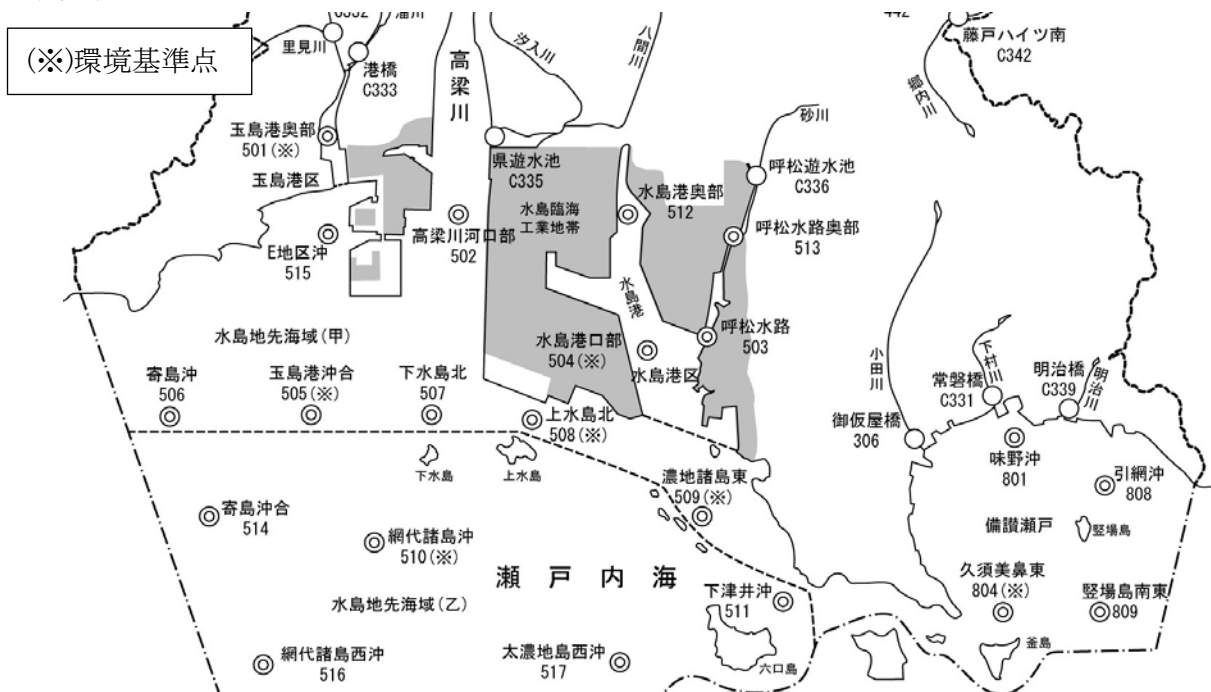 (※)環境基準点
里見川
港橋
C333
高梁川
汐入川
八間川
442
藤戸ハイツ南
C342
郷内川
玉島港奥部
501(※)
玉島港区
県遊水池
C335
砂川
呼松遊水池
C336
水島臨海
工業地帯
水島港奥部
512
高梁川河口部
502
呼松水路奥部
513
E地区沖
515
水島港
水島地先海域(甲)
水島港口部
504(※)
水島港区
呼松水路
503
寄島沖
506
玉島港沖合
505(※)
下水島北
507
上水島北
508(※)
小田川
下村川
常磐橋
C331
明治橋
C339
明治川
御仮屋橋
306
味野沖
801
引網沖
808
下水島
上水島
濃地諸島東
509(※)
寄島沖合
514
網代諸島沖
510(※)
備讃瀬戸
竪場島
瀬戸内海
久須美鼻東
804(※)
竪場島南東
809
下津井沖
511
水島地先海域(乙)
網代諸島西沖
516
太濃地島西沖
517
六口島
釜島